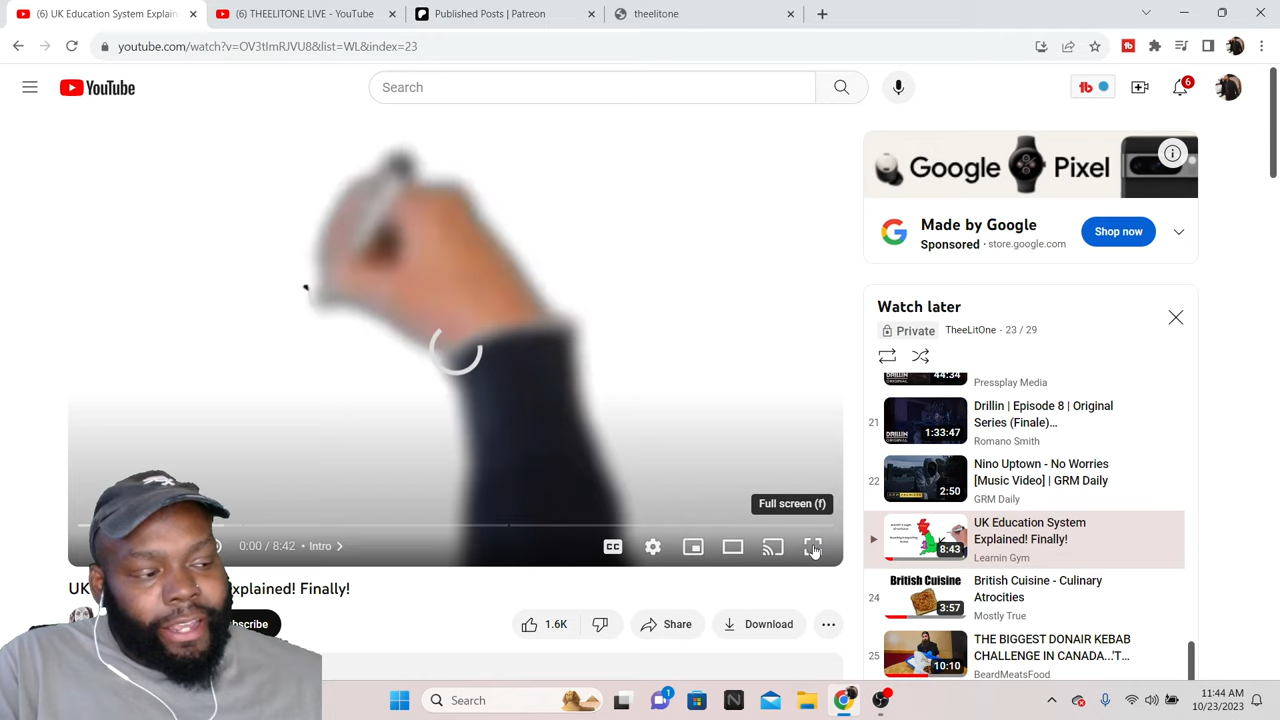 (6) UK Education System Explain
(6) THEELITONE LIVE - YouTube
Published Posts | Patreon
theelitone
youtube.com/watch?v=OV3tImRJVU8&list=WL&index=23
YouTube
Search
6
Google
Pixel
Made by Google
Sponsored · store.google.com
Shop now
Watch later
Private TheeLitOne - 23 / 29
44:34
Pressplay Media
21
1:33:47
Drillin | Episode 8 | Original
Series (Finale)...
Romano Smith
22
2:50
Nino Uptown - No Worries
[Music Video] | GRM Daily
GRM Daily
8:43
UK Education System
Explained! Finally!
Learnin Gym
24
British Cuisine
3:57
British Cuisine - Culinary
Atrocities
Mostly True
25
10:10
THE BIGGEST DONAIR KEBAB
CHALLENGE IN CANADA...'T...
BeardMeatsFood
Full screen (f)
0:00 / 8:42 • Intro
CC
UK xplained! Finally!
bscribe
1.6K
Share
Download
Search
1
11:44 AM
10/23/2023